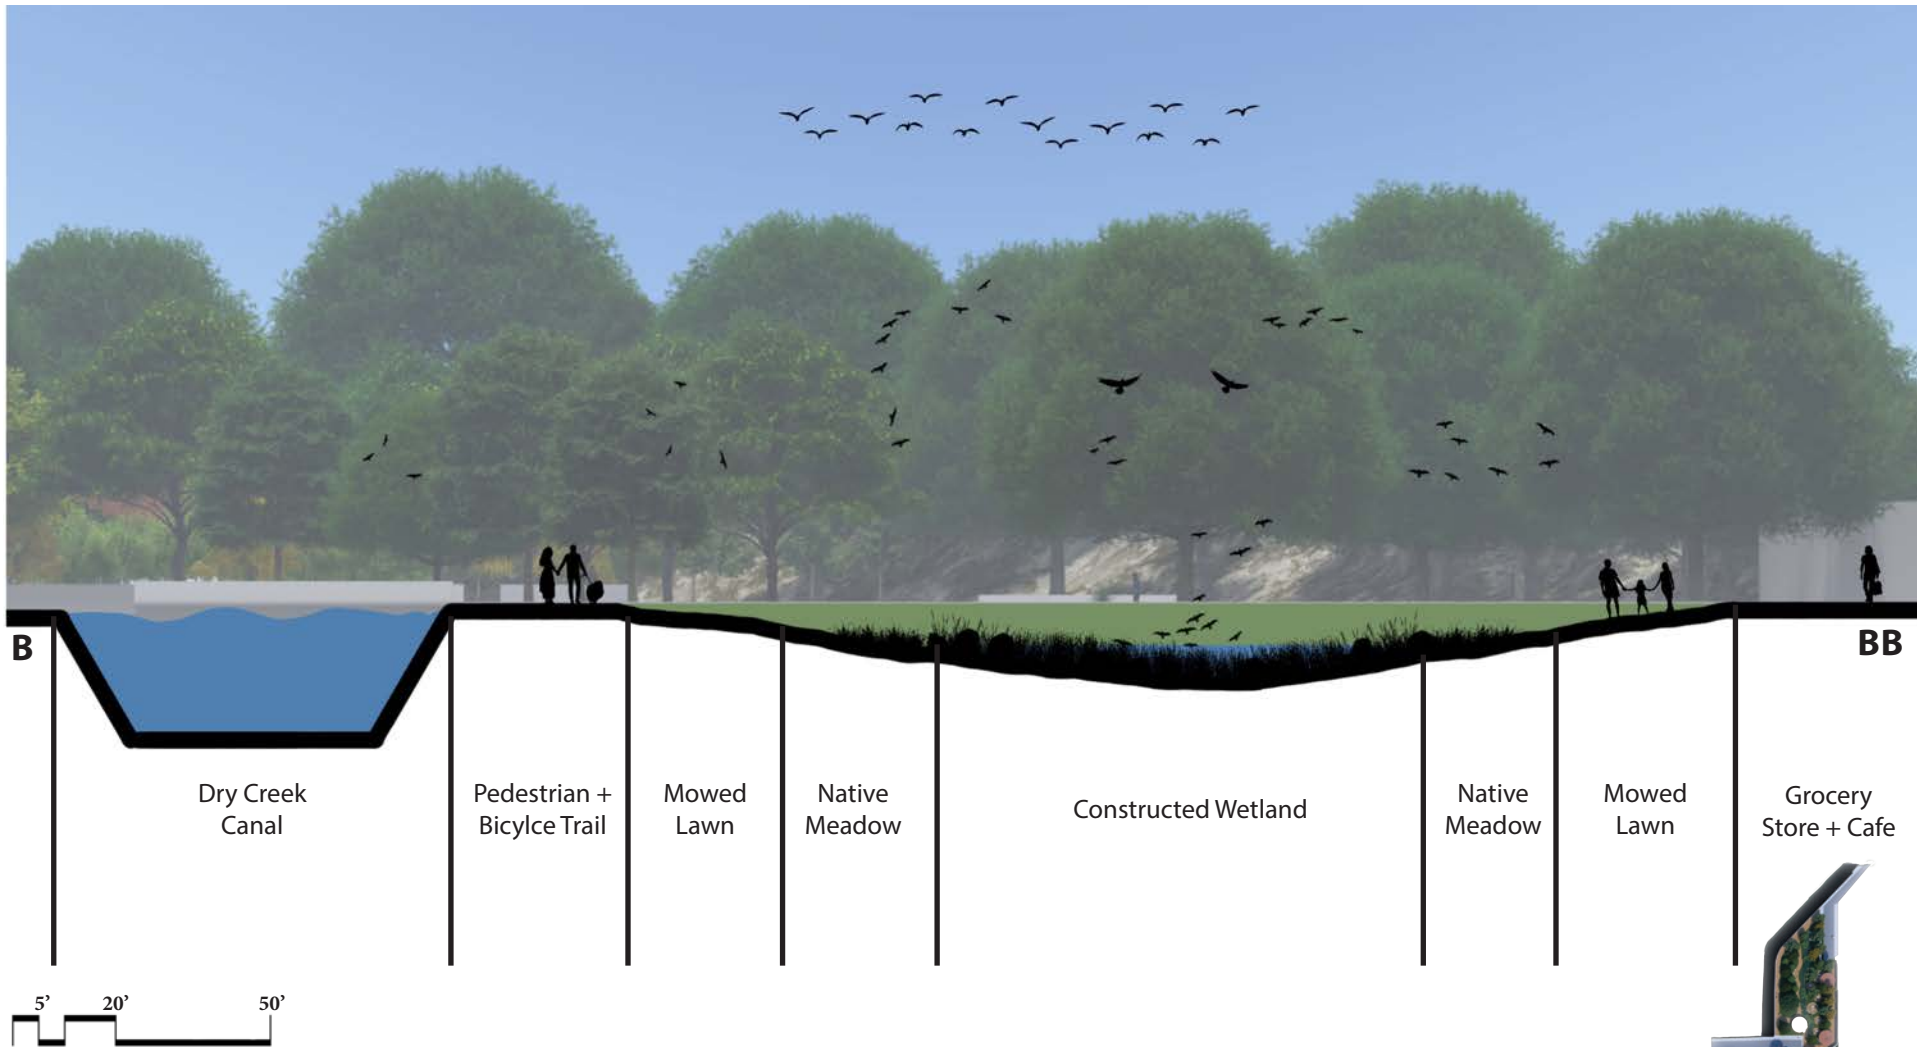 B
BB
Dry Creek
Canal
Pedestrian +
Bicylce Trail
Mowed
Lawn
Native
Meadow
Constructed Wetland
Native
Meadow
Mowed
Lawn
Grocery
Store + Cafe
5’ 20’ 50’